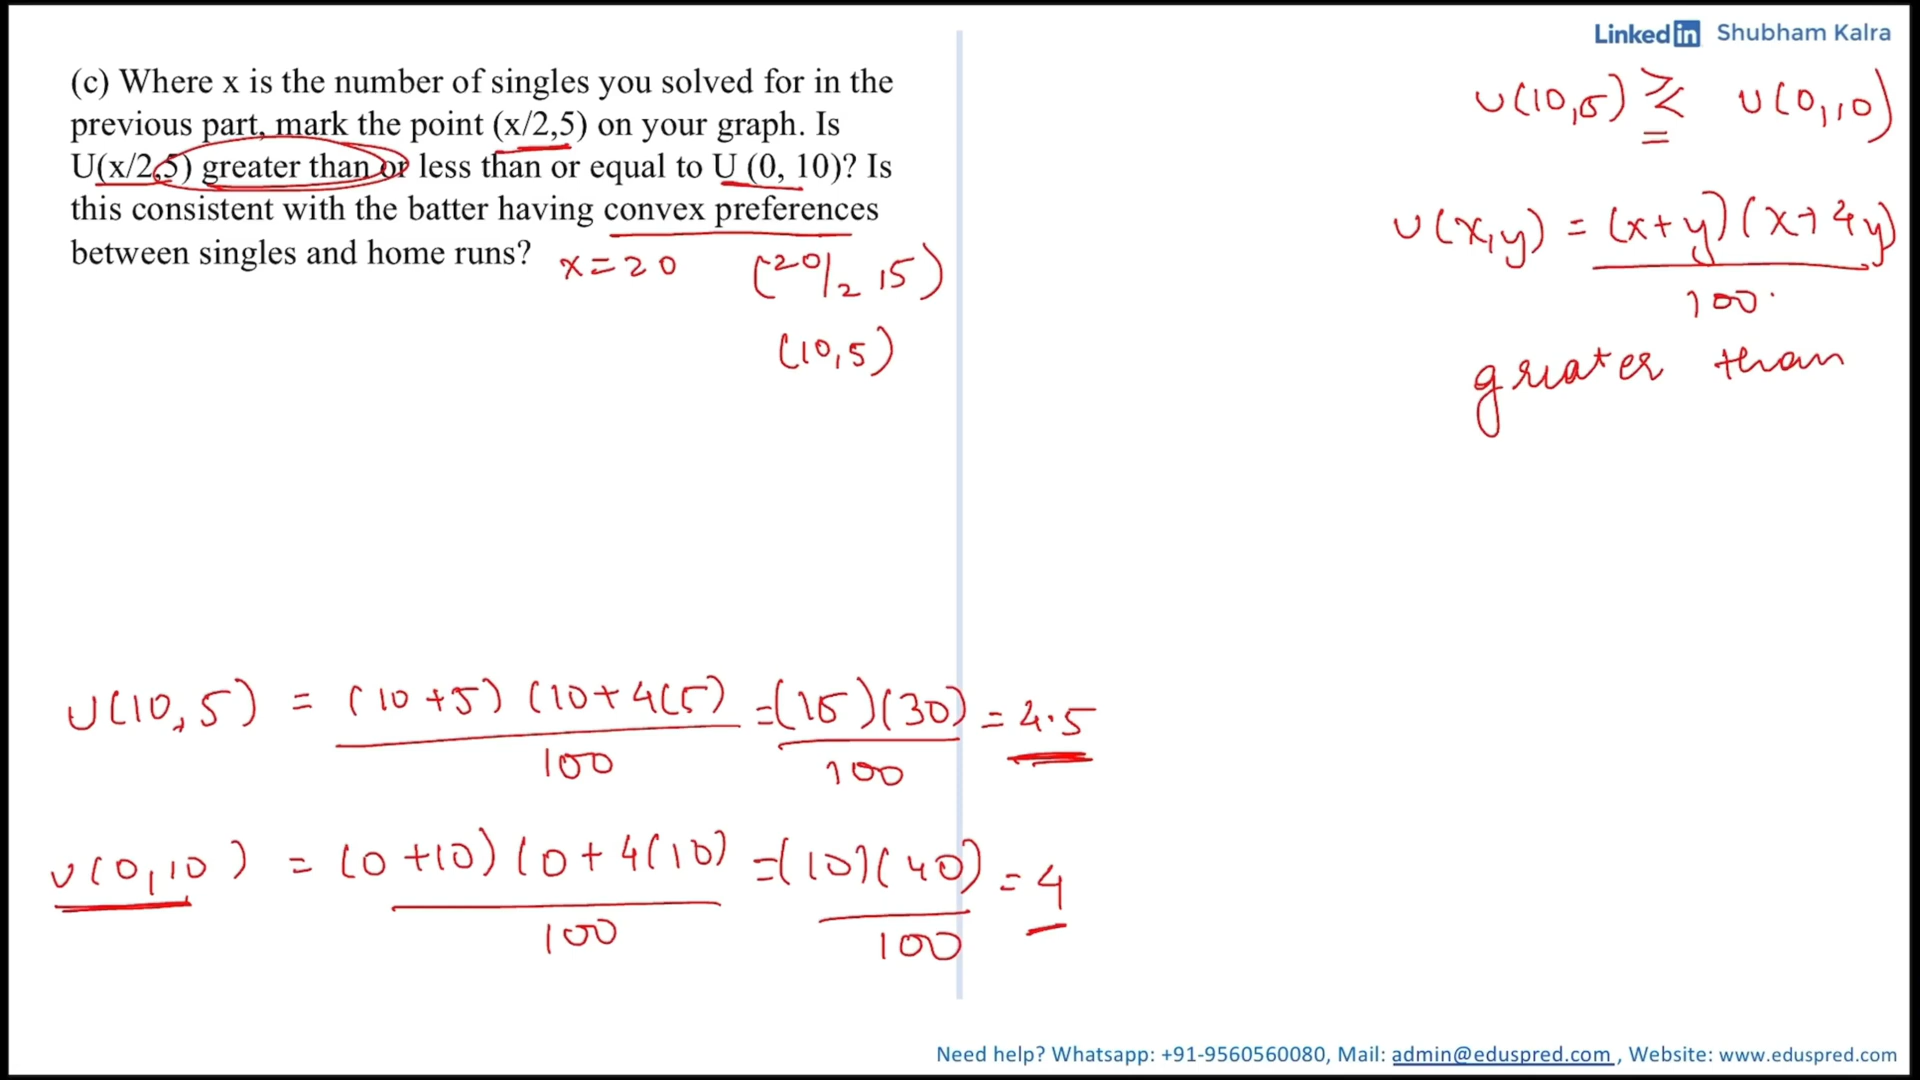 Linked in Shubham Kalra
(c) Where x is the number of singles you solved for in the
previous part, mark the point (x/2,5) on your graph. Is
U(x/2,5) greater than or less than or equal to U (0, 10)? Is
this consistent with the batter having convex preferences
between singles and home runs?
x = 20 (20/2 ,5)
(10,5)
U(10,5) ≷ = U(0,10)
U(x,y) = (x+y)(x+4y)
100
greater than
U(10,5) = (10+5)(10+4(5) = (15)(30) = 4.5
100 100
U(0,10) = (0+10)(0+4(10) = (10)(40) = 4
100 100
Need help? Whatsapp: +91-9560560080, Mail: admin@eduspred.com , Website: www.eduspred.com